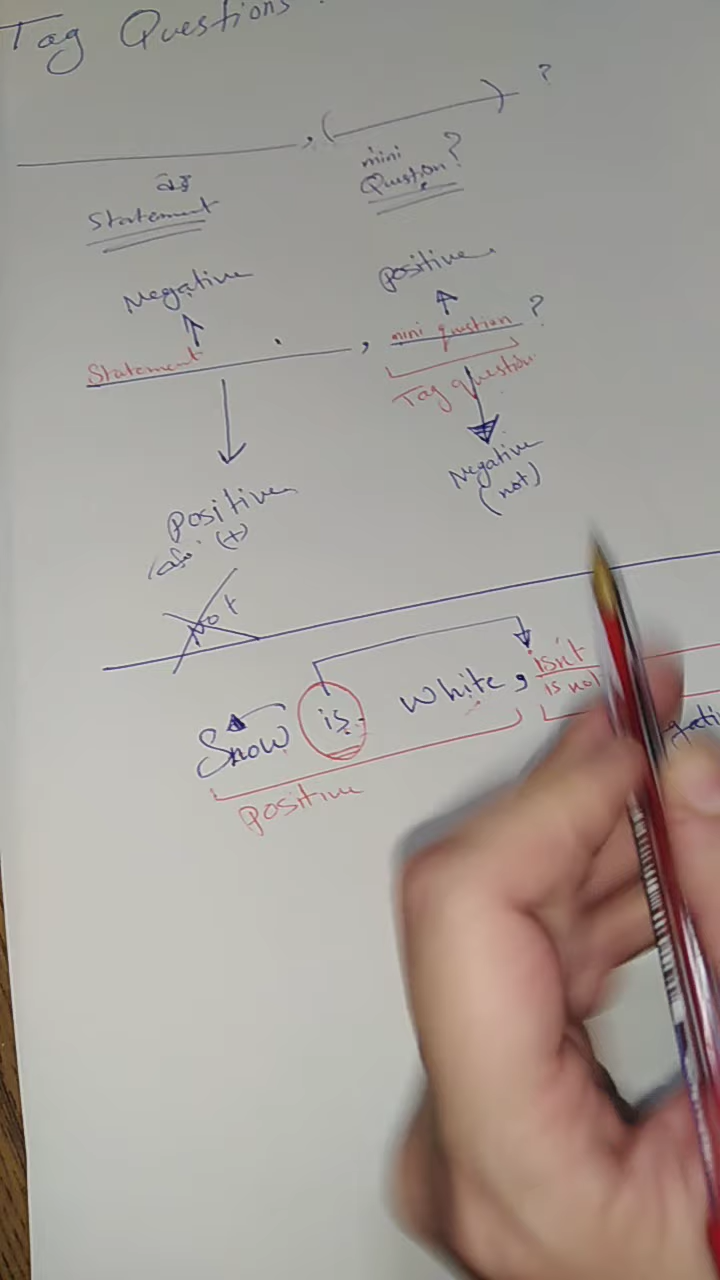 Tag Questions
, ( ) ?
mini
Question?
Statement
Negative
positive
Statement , mini question ?
Tag question
Negative
(not)
Positive
(+)
Not
Snow is white, isn't
is not
positive